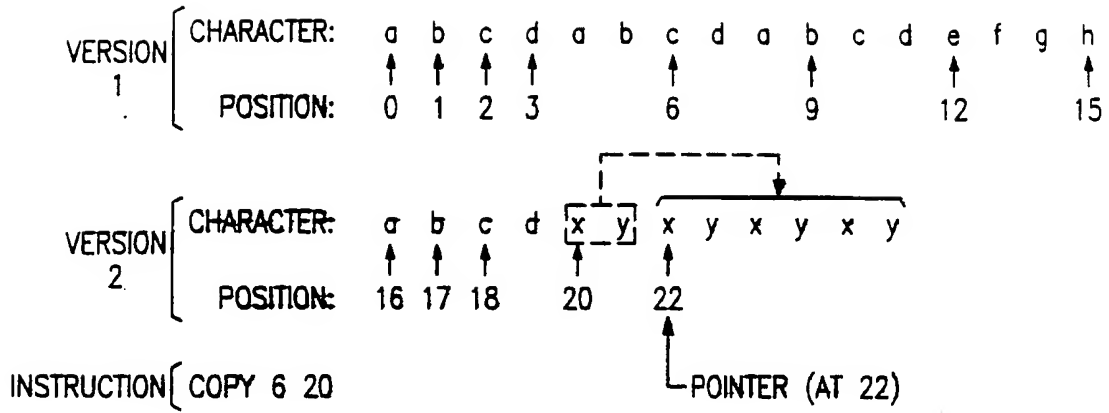 VERSION 1
CHARACTER: a b c d a b c d a b c d e f g h
POSITION: 0 1 2 3 6 9 12 15
VERSION 2
CHARACTER: a b c d x y x y x y x y
POSITION: 16 17 18 20 22
INSTRUCTION COPY 6 20
POINTER (AT 22)